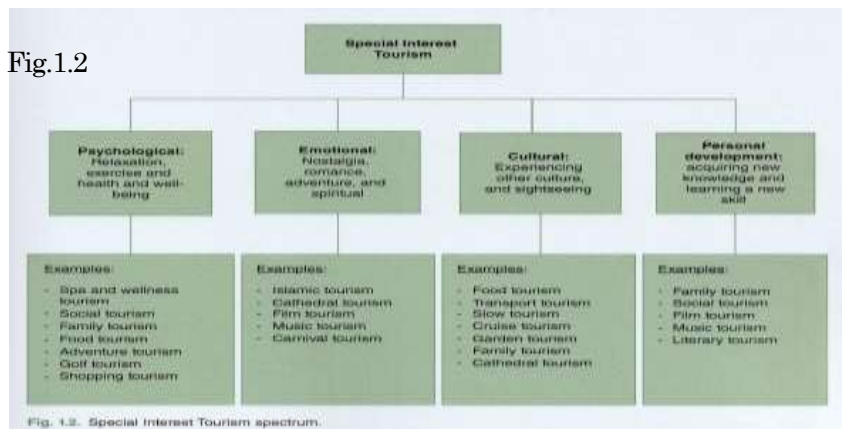 Fig.1.2
Special Interest
Tourism
Psychological:
Relaxation,
exercise and
health and well-
being
Emotional:
Nostalgia,
romance,
adventure, and
spiritual
Cultural:
Experiencing
other culture,
and sightseeing
Personal
development:
acquiring new
knowledge and
learning a new
skill
Examples:
- Spa and wellness
tourism
- Social tourism
- Family tourism
- Food tourism
- Adventure tourism
- Golf tourism
- Shopping tourism
Examples:
- Islamic tourism
- Cathedral tourism
- Film tourism
- Music tourism
- Carnival tourism
Examples:
- Food tourism
- Transport tourism
- Slow tourism
- Cruise tourism
- Garden tourism
- Family tourism
- Cathedral tourism
Examples:
- Family tourism
- Social tourism
- Film tourism
- Music tourism
- Literary tourism
Fig. 1.2. Special Interest Tourism spectrum.